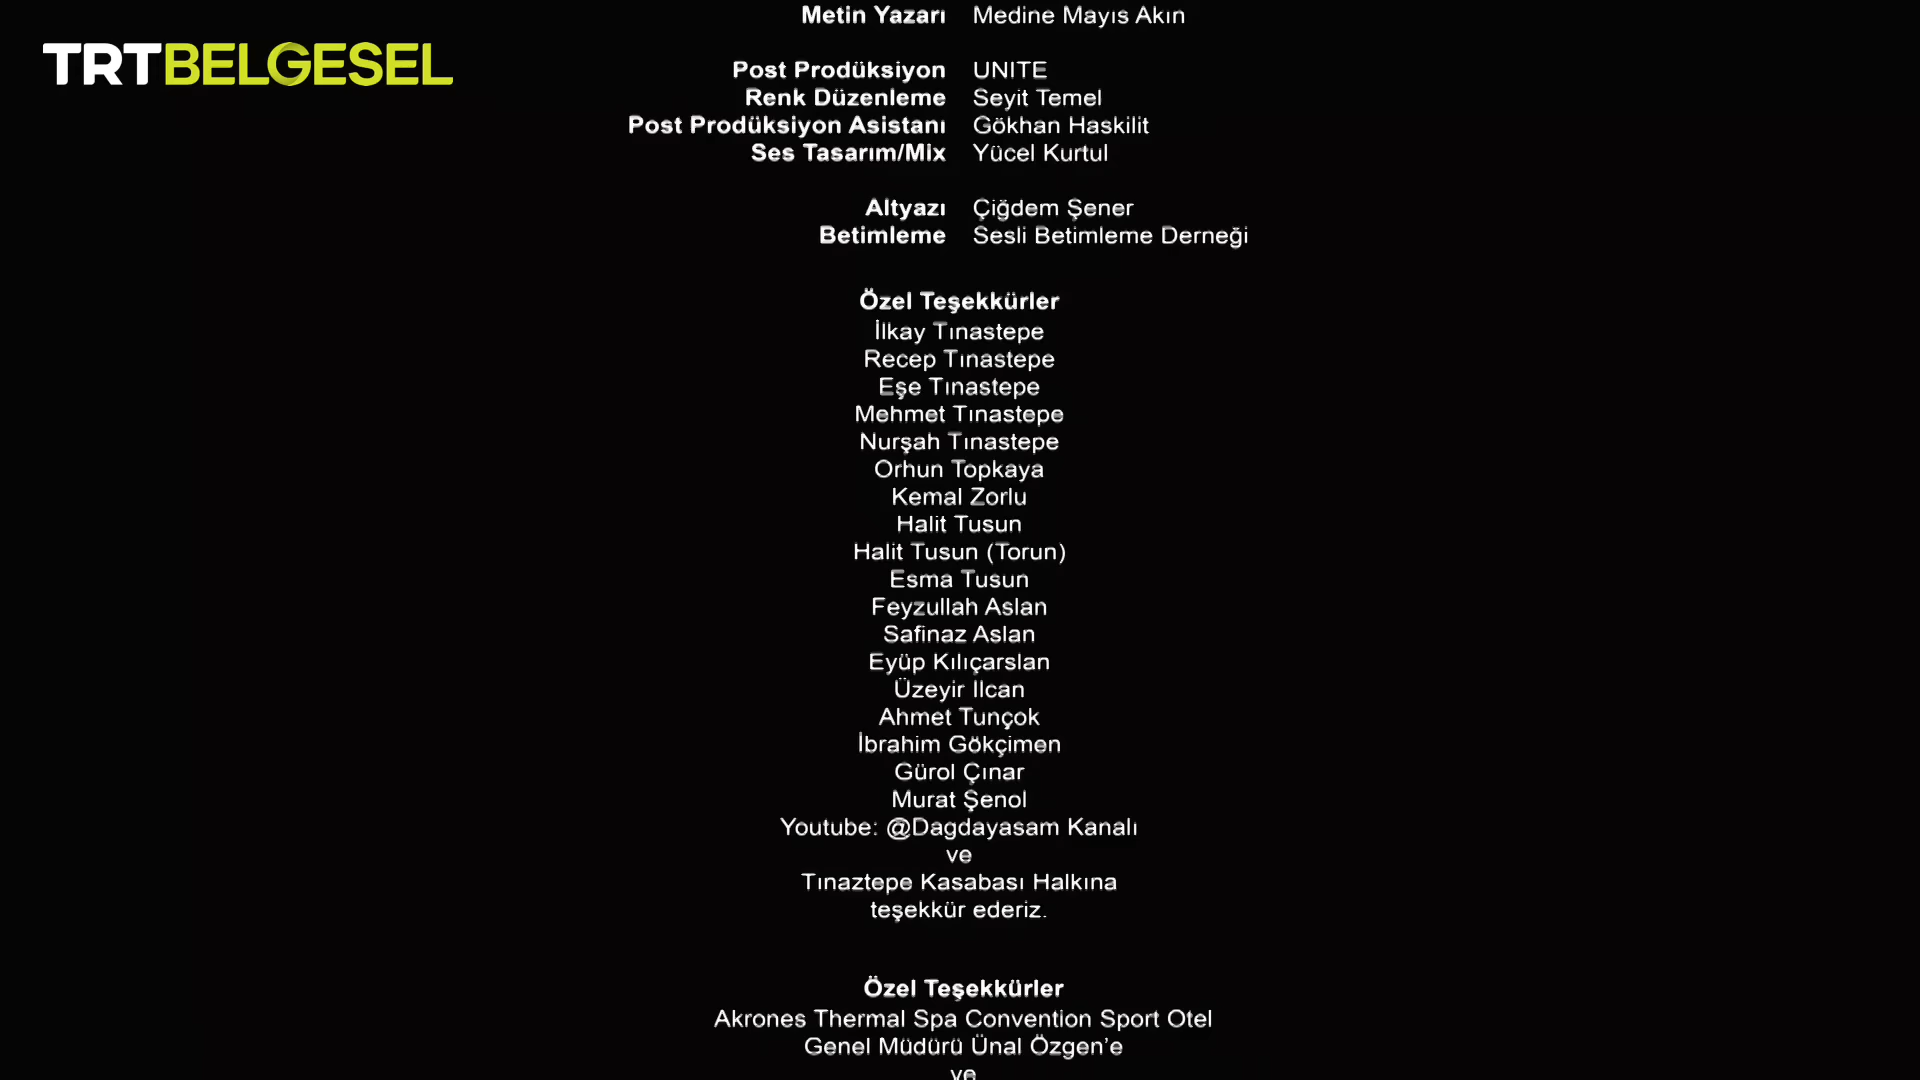 TRTBELGESEL
Metin Yazarı Medine Mayıs Akın
Post Prodüksiyon UNITE
Renk Düzenleme Seyit Temel
Post Prodüksiyon Asistanı Gökhan Haskilit
Ses Tasarım/Mix Yücel Kurtul
Altyazı Çiğdem Şener
Betimleme Sesli Betimleme Derneği
Özel Teşekkürler
İlkay Tınastepe
Recep Tınastepe
Eşe Tınastepe
Mehmet Tınastepe
Nurşah Tınastepe
Orhun Topkaya
Kemal Zorlu
Halit Tusun
Halit Tusun (Torun)
Esma Tusun
Feyzullah Aslan
Safinaz Aslan
Eyüp Kılıçarslan
Üzeyir Ilcan
Ahmet Tunçok
İbrahim Gökçimen
Gürol Çınar
Murat Şenol
Youtube: @Dagdayasam Kanalı
ve
Tınaztepe Kasabası Halkına
teşekkür ederiz.
Özel Teşekkürler
Akrones Thermal Spa Convention Sport Otel
Genel Müdürü Ünal Özgen’e
ve